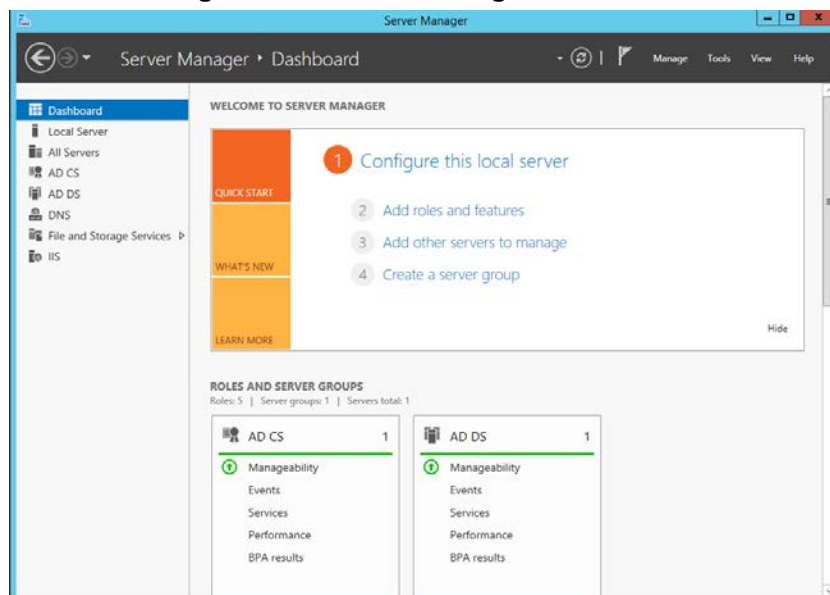 Server Manager
Server Manager • Dashboard
Manage Tools View Help
Dashboard
Local Server
All Servers
AD CS
AD DS
DNS
File and Storage Services
IIS
WELCOME TO SERVER MANAGER
QUICK START
WHAT'S NEW
LEARN MORE
1 Configure this local server
2 Add roles and features
3 Add other servers to manage
4 Create a server group
Hide
ROLES AND SERVER GROUPS
Roles: 5 | Server groups: 1 | Servers total: 1
AD CS 1
Manageability
Events
Services
Performance
BPA results
AD DS 1
Manageability
Events
Services
Performance
BPA results